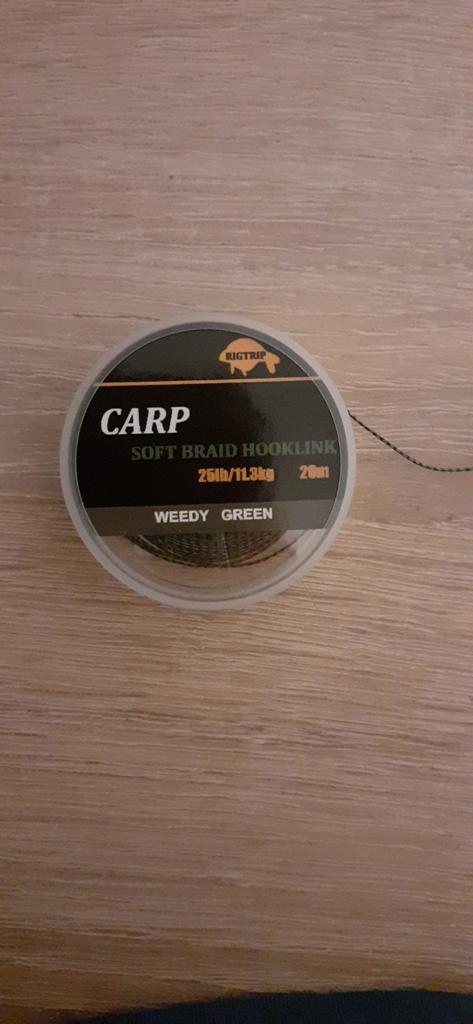 RIGTRIP
CARP
SOFT BRAID HOOKLINK
25lb/11.3kg 20m
WEEDY GREEN